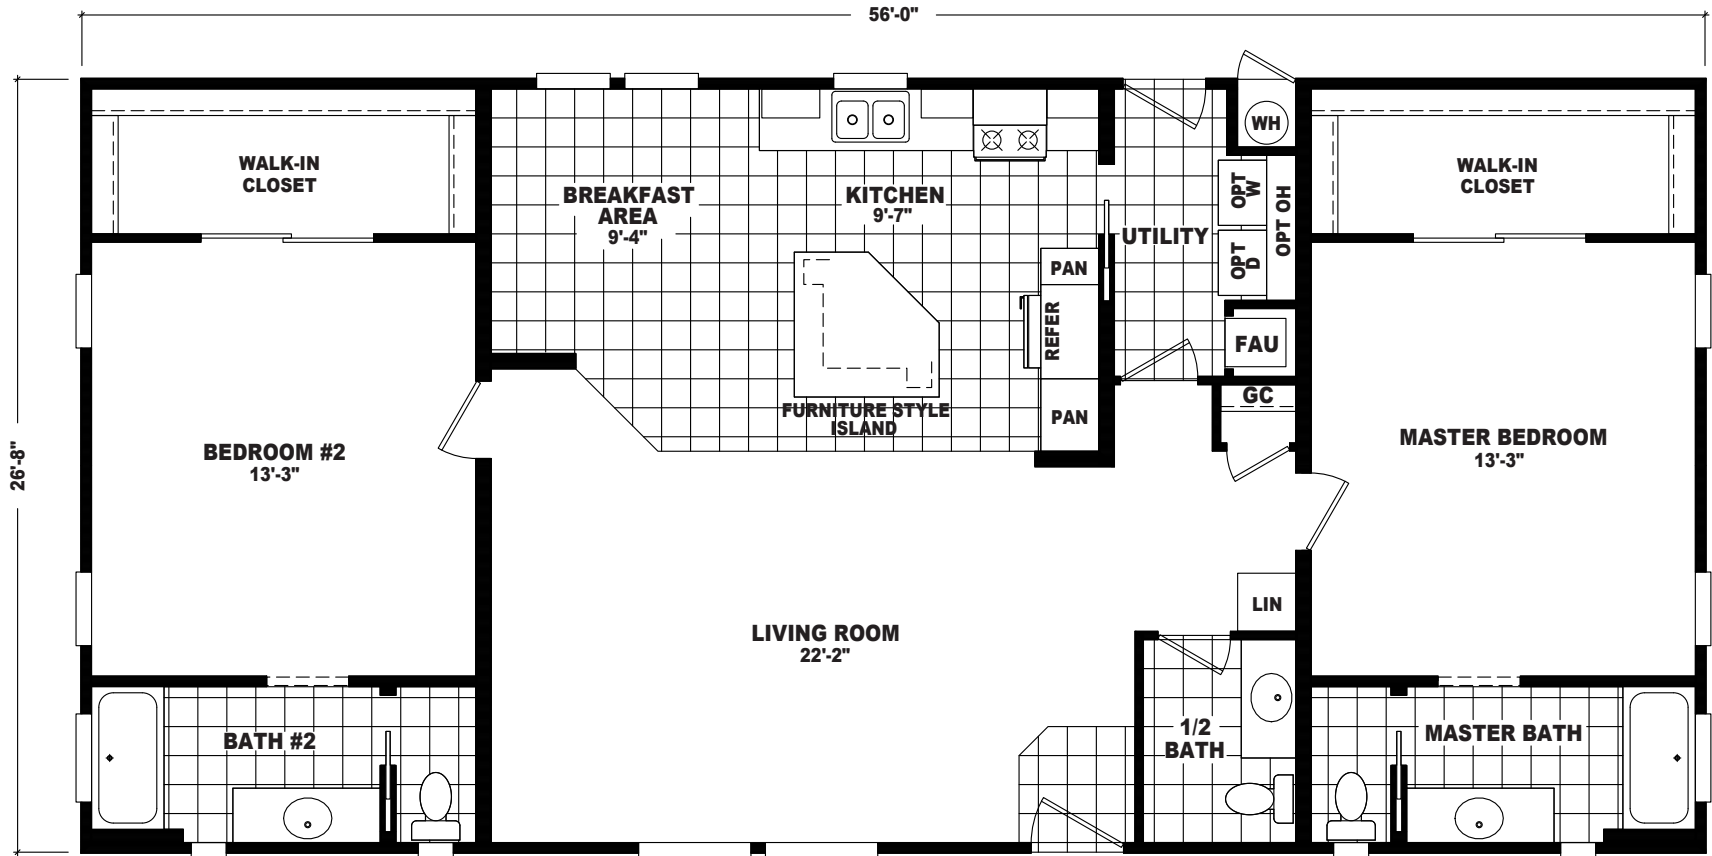 56'-0"
26'-8"
WALK-IN
CLOSET
BREAKFAST
AREA
9'-4"
KITCHEN
9'-7"
UTILITY
WH
OPT
W
OPT
D
OPT OH
WALK-IN
CLOSET
PAN
REFER
PAN
FAU
GC
FURNITURE STYLE
ISLAND
BEDROOM #2
13'-3"
MASTER BEDROOM
13'-3"
LIVING ROOM
22'-2"
LIN
BATH #2
1/2
BATH
MASTER BATH